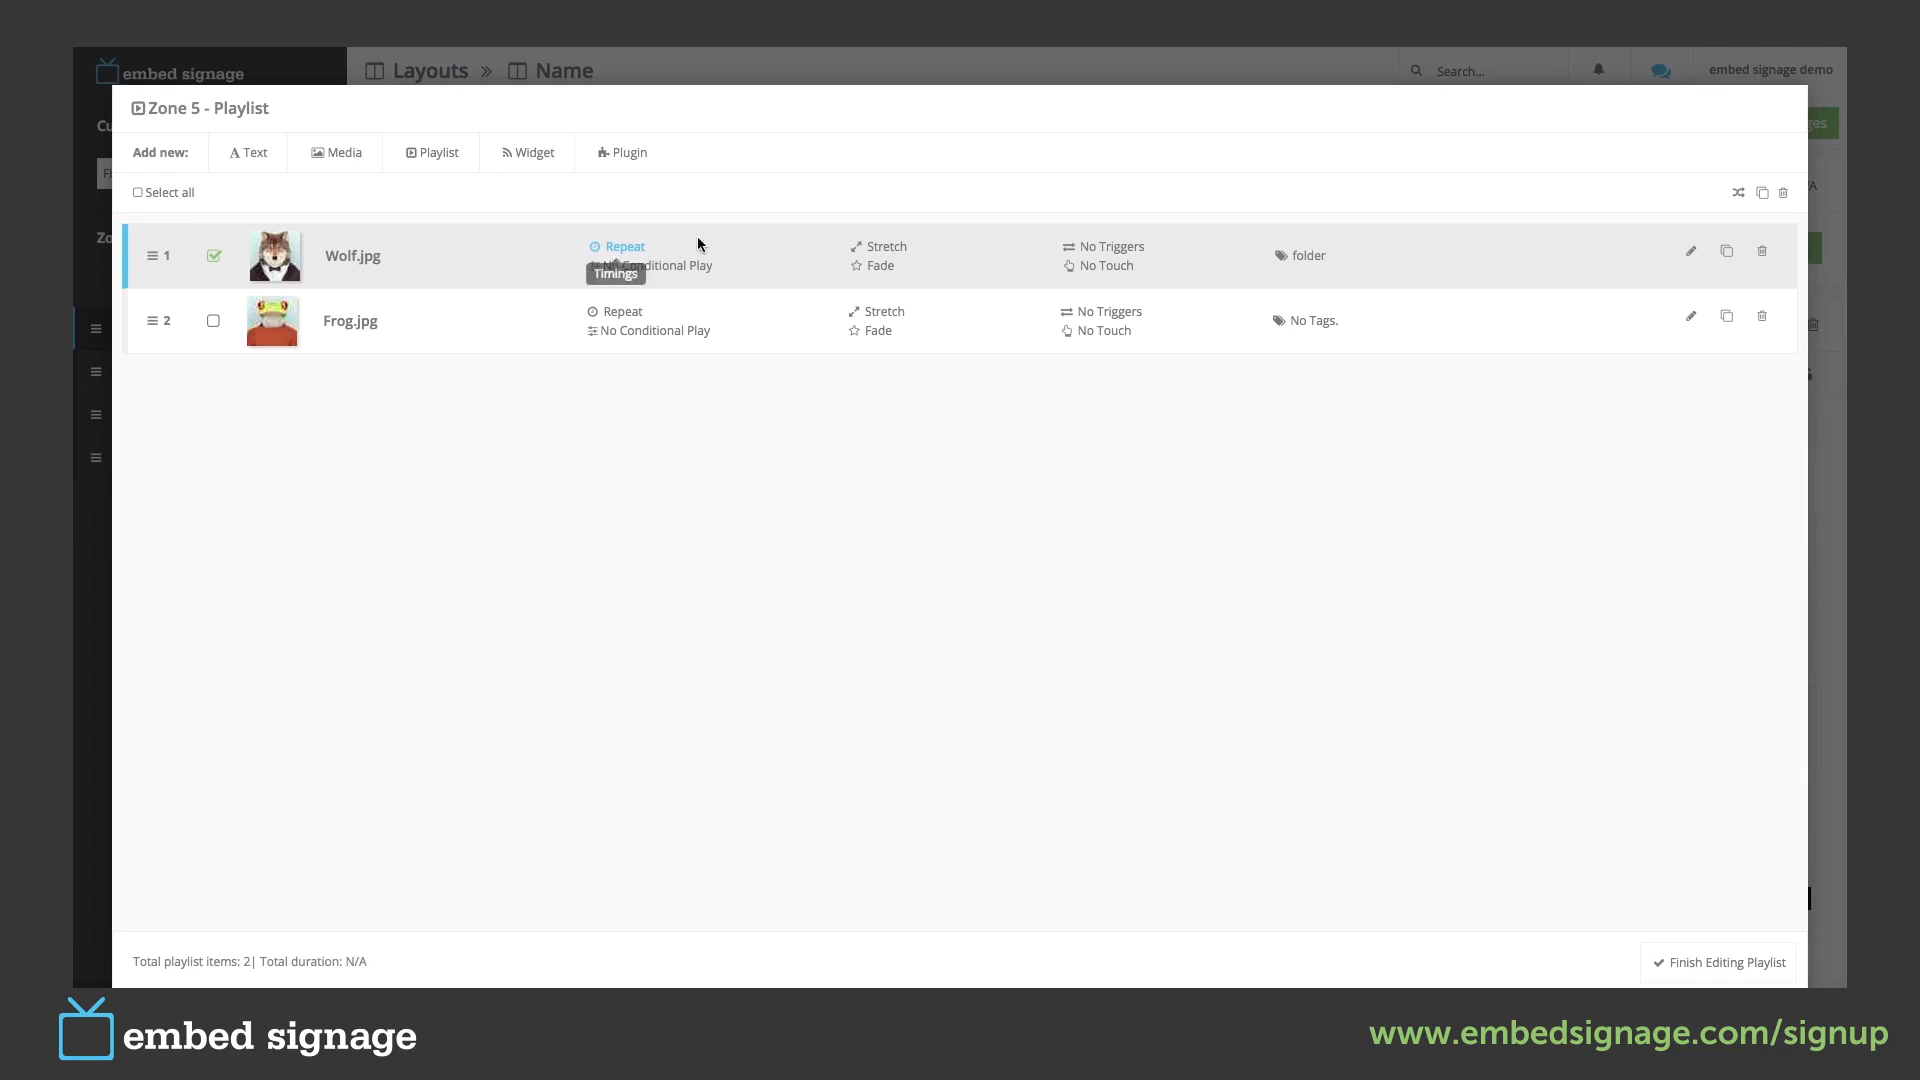 embed signage
Layouts » Name
Search...
embed signage demo
Zone 5 - Playlist
Add new:
Text
Media
Playlist
Widget
Plugin
Select all
1
Wolf.jpg
Repeat
No Conditional Play
Timings
Stretch
Fade
No Triggers
No Touch
folder
2
Frog.jpg
Repeat
No Conditional Play
Stretch
Fade
No Triggers
No Touch
No Tags.
Total playlist items: 2| Total duration: N/A
Finish Editing Playlist
embed signage
www.embedsignage.com/signup